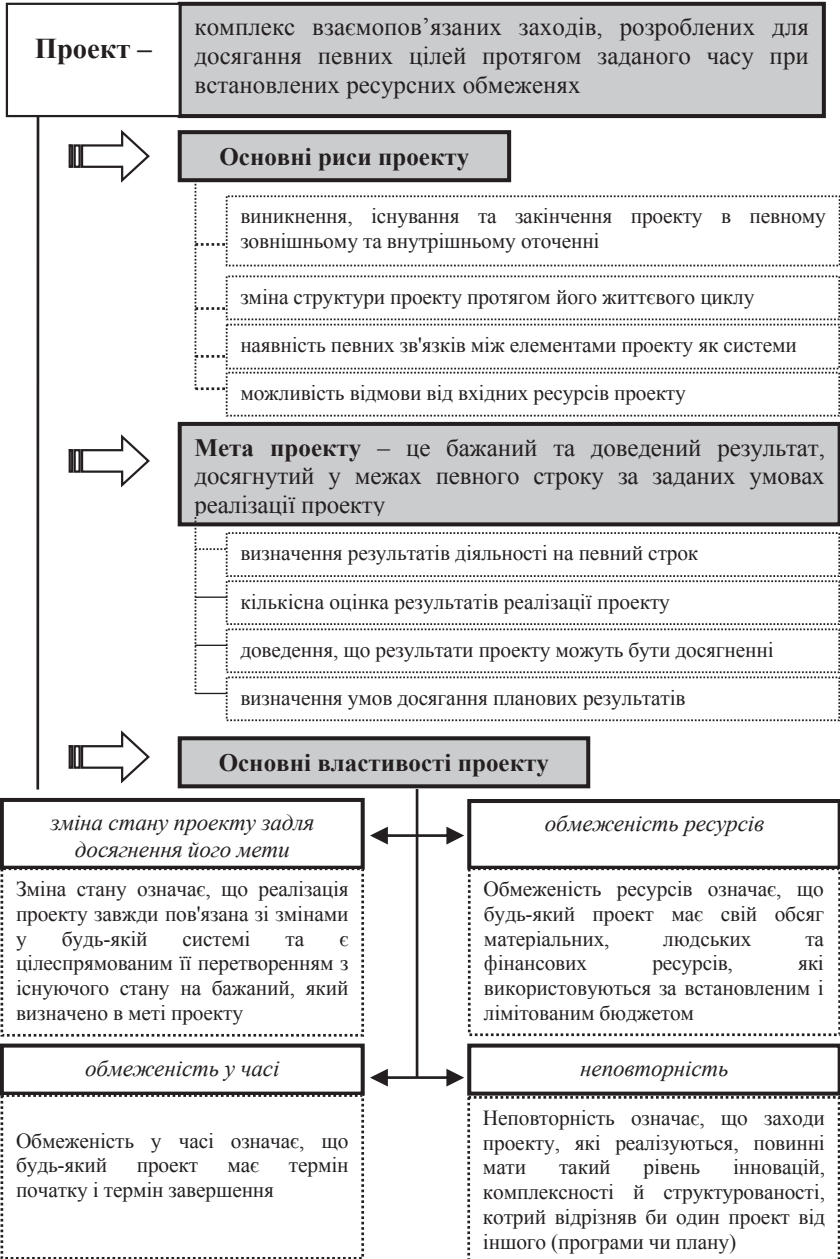 Проект –
комплекс взаємопов’язаних заходів, розроблених для
досягання певних цілей протягом заданого часу при
встановлених ресурсних обмеженях
Основні риси проекту
виникнення, існування та закінчення проекту в певному
зовнішньому та внутрішньому оточенні
зміна структури проекту протягом його життєвого циклу
наявність певних зв'язків між елементами проекту як системи
можливість відмови від вхідних ресурсів проекту
Мета проекту – це бажаний та доведений результат,
досягнутий у межах певного строку за заданих умовах
реалізації проекту
визначення результатів діяльності на певний строк
кількісна оцінка результатів реалізації проекту
доведення, що результати проекту можуть бути досягненні
визначення умов досягання планових результатів
Основні властивості проекту
зміна стану проекту задля
досягнення його мети
Зміна стану означає, що реалізація
проекту завжди пов'язана зі змінами
у будь-якій системі та є
цілеспрямованим її перетворенням з
існуючого стану на бажаний, який
визначено в меті проекту
обмеженість ресурсів
Обмеженість ресурсів означає, що
будь-який проект має свій обсяг
матеріальних, людських та
фінансових ресурсів, які
використовуються за встановленим і
лімітованим бюджетом
обмеженість у часі
Обмеженість у часі означає, що
будь-який проект має термін
початку і термін завершення
неповторність
Неповторність означає, що заходи
проекту, які реалізуються, повинні
мати такий рівень інновацій,
комплексності й структурованості,
котрий відрізняв би один проект від
іншого (програми чи плану)